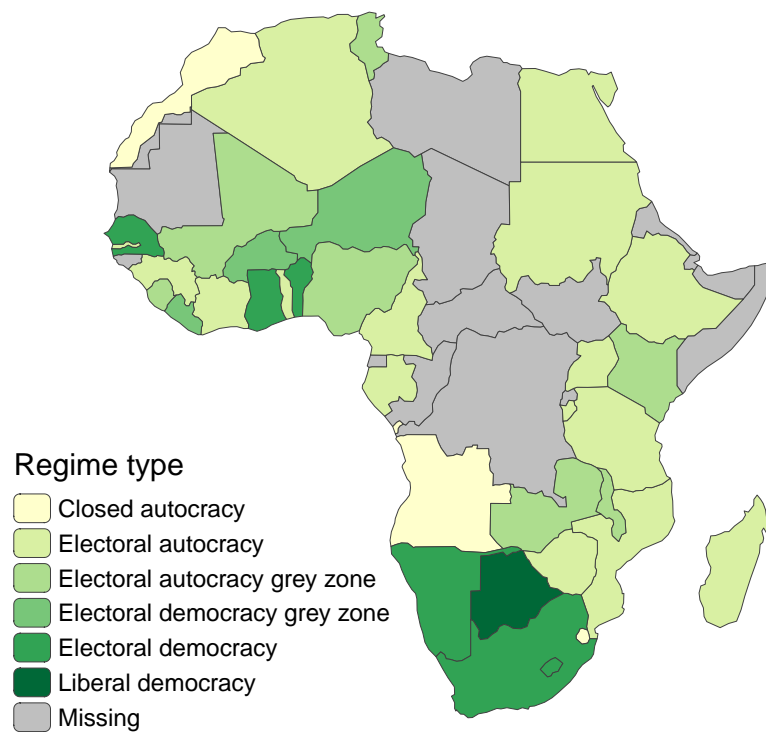 Regime type
Closed autocracy
Electoral autocracy
Electoral autocracy grey zone
Electoral democracy grey zone
Electoral democracy
Liberal democracy
Missing